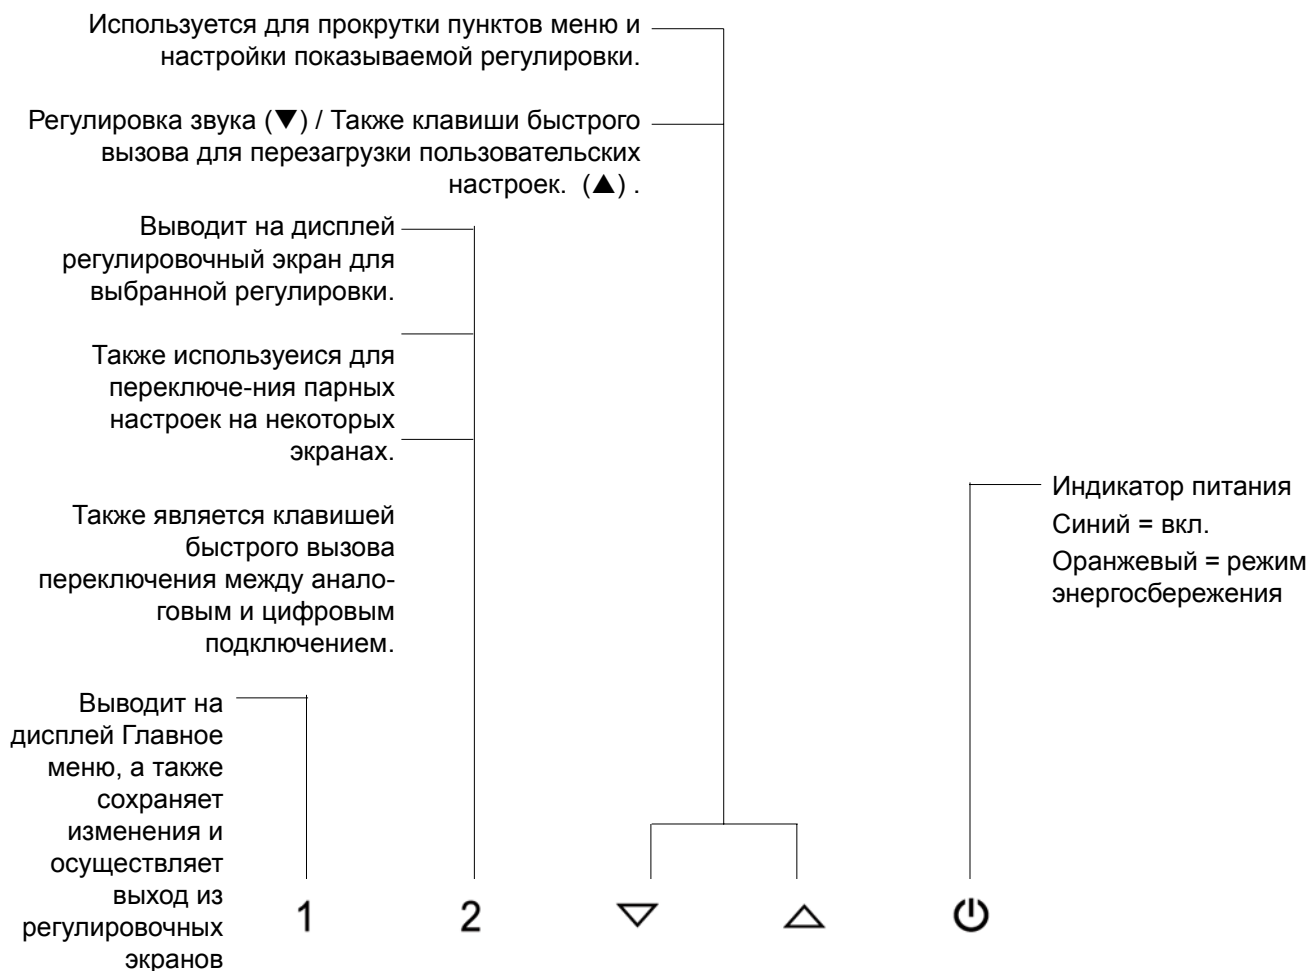 Используется для прокрутки пунктов меню и
настройки показываемой регулировки.
Регулировка звука (▼) / Также клавиши быстрого
вызова для перезагрузки пользовательских
настроек. (▲) .
Выводит на дисплей
регулировочный экран для
выбранной регулировки.
Также используеися для
переключе-ния парных
настроек на некоторых
экранах.
Также является клавишей
быстрого вызова
переключения между анало-
говым и цифровым
подключением.
Индикатор питания
Синий = вкл.
Оранжевый = режим
энергосбережения
Выводит на
дисплей Главное
меню, а также
сохраняет
изменения и
осуществляет
выход из
регулировочных
экранов
1 2 ▽ △ ⏻